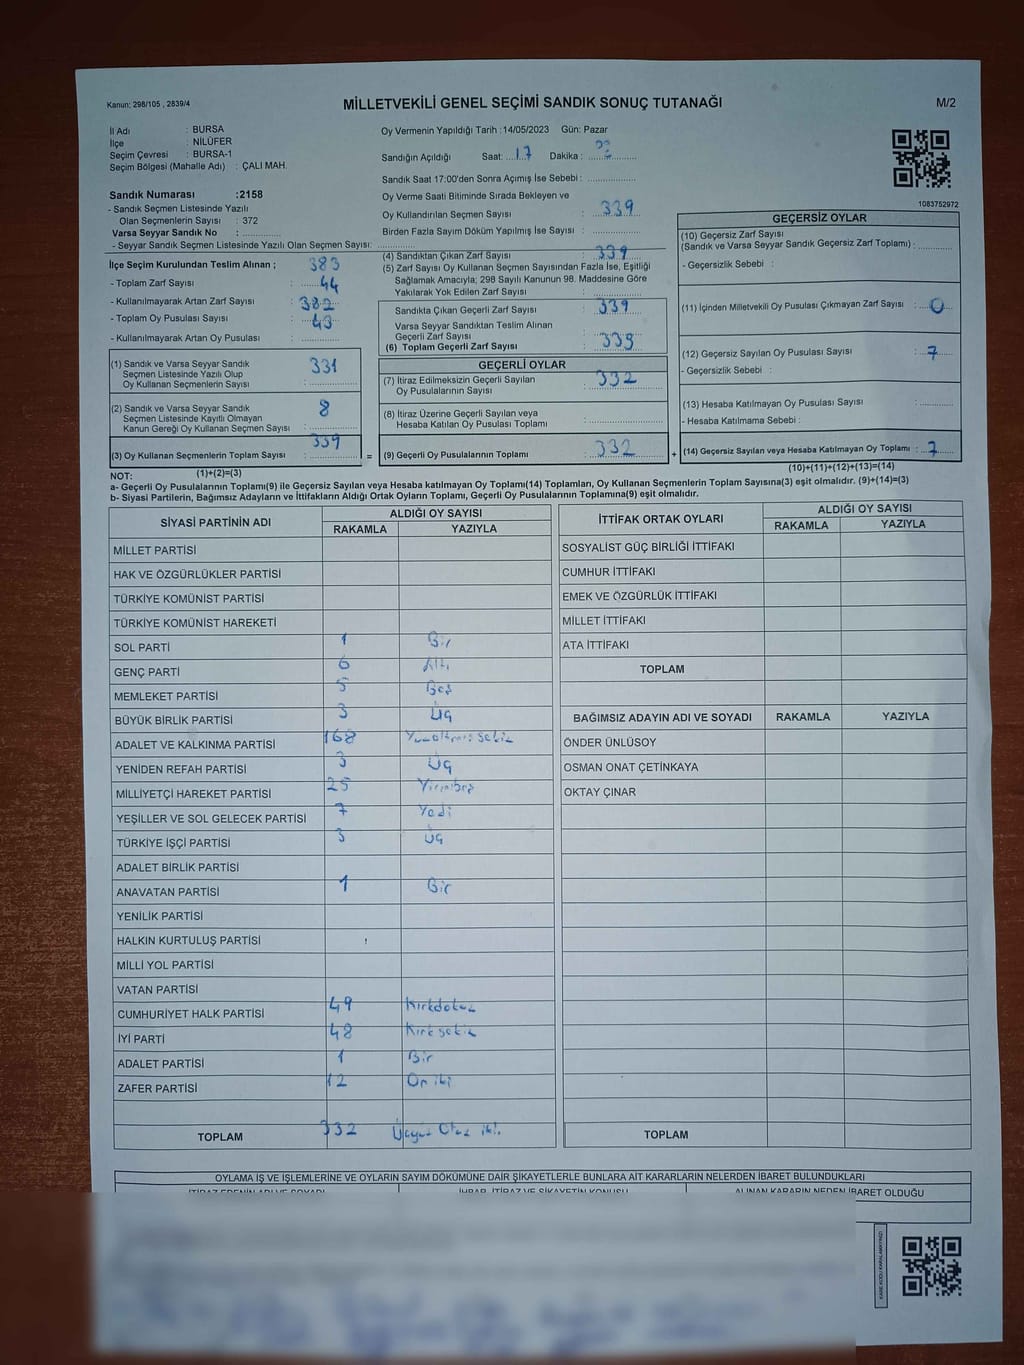 Kanun: 298/105 , 2839/4
MİLLETVEKİLİ GENEL SEÇİMİ SANDIK SONUÇ TUTANAĞI
M/2
İl Adı : BURSA
İlçe : NİLÜFER
Seçim Çevresi : BURSA-1
Seçim Bölgesi (Mahalle Adı) : ÇALI MAH.
Sandık Numarası :2158
- Sandık Seçmen Listesinde Yazılı
Olan Seçmenlerin Sayısı : 372
Varsa Seyyar Sandık No :
- Seyyar Sandık Seçmen Listesinde Yazılı Olan Seçmen Sayısı:
Oy Vermenin Yapıldığı Tarih :14/05/2023 Gün: Pazar
Sandığın Açıldığı Saat: 17 Dakika :
Sandık Saat 17:00'den Sonra Açımış İse Sebebi :
Oy Verme Saati Bitiminde Sırada Bekleyen ve
Oy Kullandırılan Seçmen Sayısı : 339
Birden Fazla Sayım Döküm Yapılmış İse Sayısı :
1083752972
İlçe Seçim Kurulundan Teslim Alınan ; 383
- Toplam Zarf Sayısı : 44
- Kullanılmayarak Artan Zarf Sayısı : 382
- Toplam Oy Pusulası Sayısı : 43
- Kullanılmayarak Artan Oy Pusulası :
(4) Sandıktan Çıkan Zarf Sayısı : 339
(5) Zarf Sayısı Oy Kullanan Seçmen Sayısından Fazla İse, Eşitliği
Sağlamak Amacıyla; 298 Sayılı Kanunun 98. Maddesine Göre
Yakılarak Yok Edilen Zarf Sayısı :
Sandıkta Çıkan Geçerli Zarf Sayısı : 339
Varsa Seyyar Sandıktan Teslim Alınan
Geçerli Zarf Sayısı :
(6) Toplam Geçerli Zarf Sayısı : 339
GEÇERSİZ OYLAR
(10) Geçersiz Zarf Sayısı
(Sandık ve Varsa Seyyar Sandık Geçersiz Zarf Toplamı) :
- Geçersizlik Sebebi :
(11) İçinden Milletvekili Oy Pusulası Çıkmayan Zarf Sayısı : 0
(12) Geçersiz Sayılan Oy Pusulası Sayısı : 7
- Geçersizlik Sebebi :
(13) Hesaba Katılmayan Oy Pusulası Sayısı :
- Hesaba Katılmama Sebebi :
(14) Geçersiz Sayılan veya Hesaba Katılmayan Oy Toplamı : 7
(10)+(11)+(12)+(13)=(14)
(1) Sandık ve Varsa Seyyar Sandık
Seçmen Listesinde Yazılı Olup
Oy Kullanan Seçmenlerin Sayısı : 331
(2) Sandık ve Varsa Seyyar Sandık
Seçmen Listesinde Kayıtlı Olmayan
Kanun Gereği Oy Kullanan Seçmen Sayısı : 8
(3) Oy Kullanan Seçmenlerin Toplam Sayısı : 339
(1)+(2)=(3)
=
GEÇERLİ OYLAR
(7) İtiraz Edilmeksizin Geçerli Sayılan
Oy Pusulalarının Sayısı : 332
(8) İtiraz Üzerine Geçerli Sayılan veya
Hesaba Katılan Oy Pusulası Toplamı :
(9) Geçerli Oy Pusulalarının Toplamı : 332
+
NOT:
a- Geçerli Oy Pusulasının Toplamı(9) ile Geçersiz Sayılan veya Hesaba katılmayan Oy Toplamı(14) Toplamları, Oy Kullanan Seçmenlerin Toplam Sayısına(3) eşit olmalıdır. (9)+(14)=(3)
b- Siyasi Partilerin, Bağımsız Adayların ve İttifakların Aldığı Ortak Oyların Toplamı, Geçerli Oy Pusulalarının Toplamına(9) eşit olmalıdır.
SİYASİ PARTİNİN ADI ALDIĞI OY SAYISI
RAKAMLA YAZIYLA
MİLLET PARTİSİ
HAK VE ÖZGÜRLÜKLER PARTİSİ
TÜRKİYE KOMÜNİST PARTİSİ
TÜRKİYE KOMÜNİST HAREKETİ
SOL PARTİ 1 Bir
GENÇ PARTİ 6 Altı
MEMLEKET PARTİSİ 5 Beş
BÜYÜK BİRLİK PARTİSİ 3 Üç
ADALET VE KALKINMA PARTİSİ 168 Yüzaltmışsekiz
YENİDEN REFAH PARTİSİ 3 Üç
MİLLİYETÇİ HAREKET PARTİSİ 25 Yirmibeş
YEŞİLLER VE SOL GELECEK PARTİSİ 7 Yedi
TÜRKİYE İŞÇİ PARTİSİ 3 Üç
ADALET BİRLİK PARTİSİ
ANAVATAN PARTİSİ 1 Bir
YENİLİK PARTİSİ
HALKIN KURTULUŞ PARTİSİ
MİLLİ YOL PARTİSİ
VATAN PARTİSİ
CUMHURİYET HALK PARTİSİ 49 Kırkdokuz
İYİ PARTİ 48 Kırksekiz
ADALET PARTİSİ 1 Bir
ZAFER PARTİSİ 12 On iki
TOPLAM 332 Üçyüz Otuz iki
İTTİFAK ORTAK OYLARI ALDIĞI OY SAYISI
RAKAMLA YAZIYLA
SOSYALİST GÜÇ BİRLİĞİ İTTİFAKI
CUMHUR İTTİFAKI
EMEK VE ÖZGÜRLÜK İTTİFAKI
MİLLET İTTİFAKI
ATA İTTİFAKI
TOPLAM
BAĞIMSIZ ADAYIN ADI VE SOYADI RAKAMLA YAZIYLA
ÖNDER ÜNLÜSOY
OSMAN ONAT ÇETİNKAYA
OKTAY ÇINAR
TOPLAM
OYLAMA İŞ VE İŞLEMLERİNE VE OYLARIN SAYIM DÖKÜMÜNE DAİR ŞİKAYETLERLE BUNLARA AİT KARARLARIN NELERDEN İBARET BULUNDUKLARI
İTİRAZ EDENİN ADI VE SOYADI İHBAR, İTİRAZ VE ŞİKAYETİN KONUSU ALINAN KARARIN NEDEN İBARET OLDUĞU